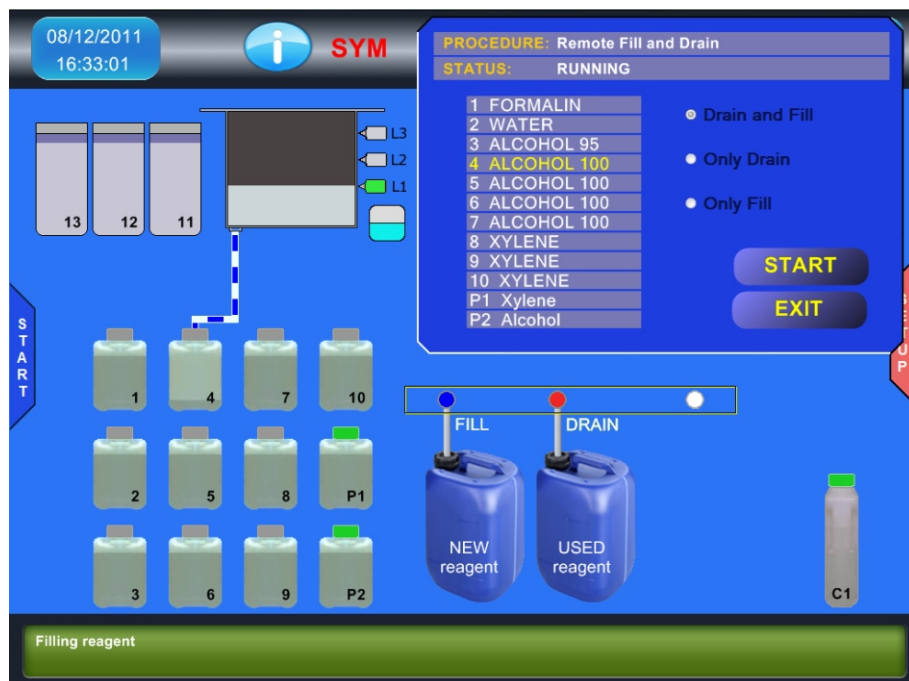 08/12/2011
16:33:01
i SYM
PROCEDURE: Remote Fill and Drain
STATUS: RUNNING
1 FORMALIN
2 WATER
3 ALCOHOL 95
4 ALCOHOL 100
5 ALCOHOL 100
6 ALCOHOL 100
7 ALCOHOL 100
8 XYLENE
9 XYLENE
10 XYLENE
P1 Xylene
P2 Alcohol
Drain and Fill
Only Drain
Only Fill
START
EXIT
L3
L2
L1
13 12 11
START
1 4 7 10
2 5 8 P1
3 6 9 P2
FILL DRAIN
NEW
reagent
USED
reagent
C1
Filling reagent